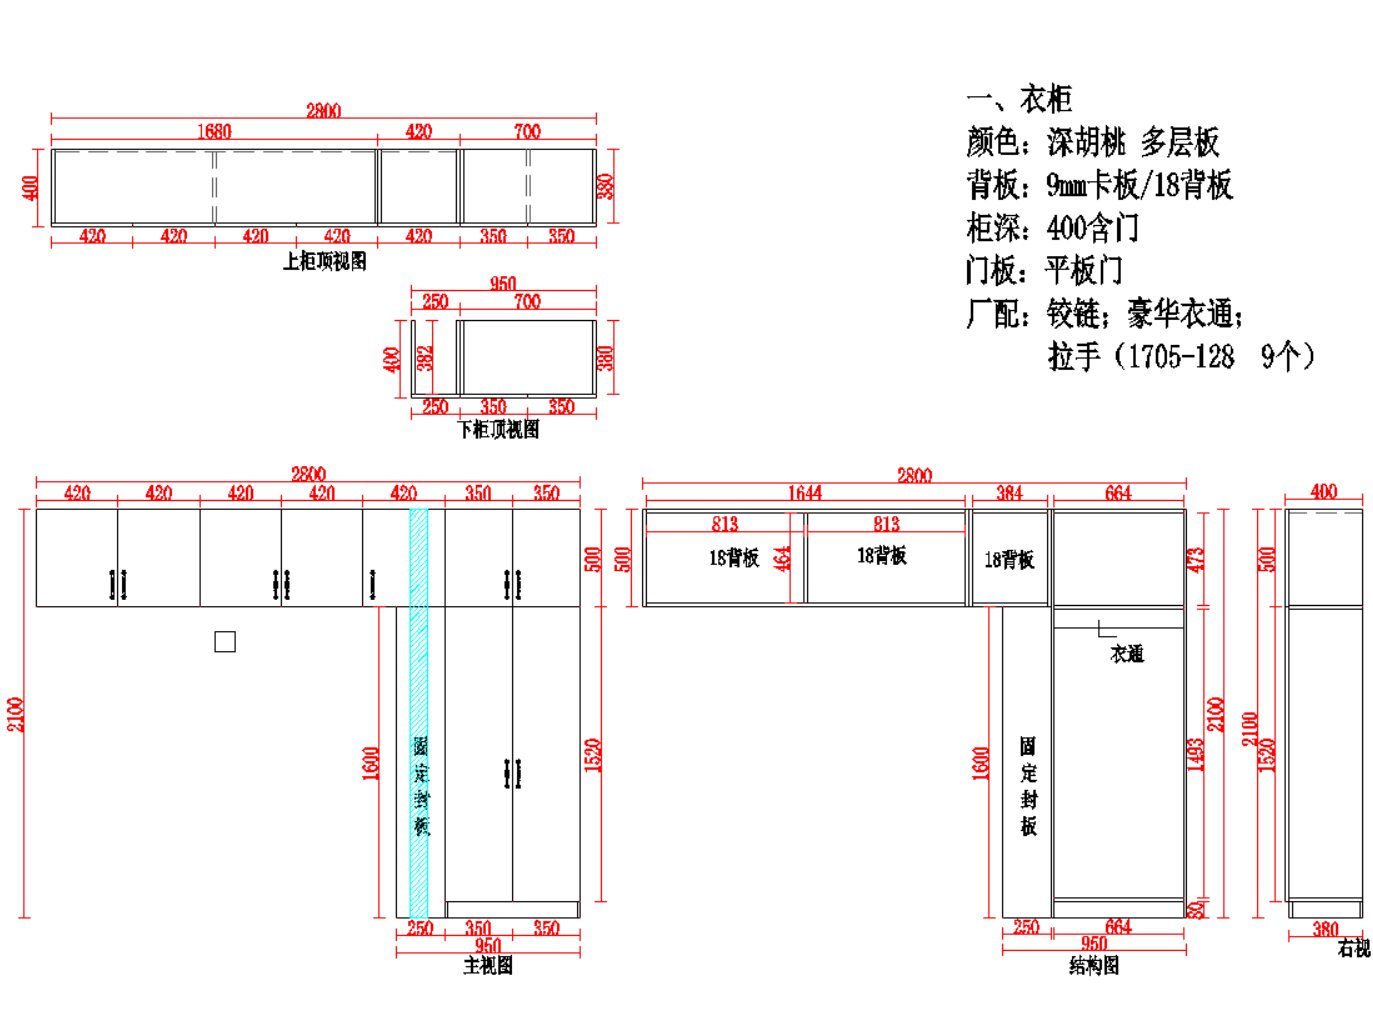 一、衣柜
颜色：深胡桃 多层板
背板：9mm卡板/18背板
柜深：400含门
门板：平板门
厂配：铰链；豪华衣通；
拉手（1705-128 9个）
2800
1680 420 700
400 380
420 420 420 420 420 350 350
上柜顶视图
950
250 700
400 382 380
250 350 350
下柜顶视图
2800
420 420 420 420 420 350 350
500
2100
1600
1520
固定封板
250 350 350
950
主视图
2800
1644 384 664
813 813
500 464 473
18背板 18背板 18背板
衣通
1600
固定封板
1493
2100
80
250 664
950
结构图
400
500
2100
1520
380
右视